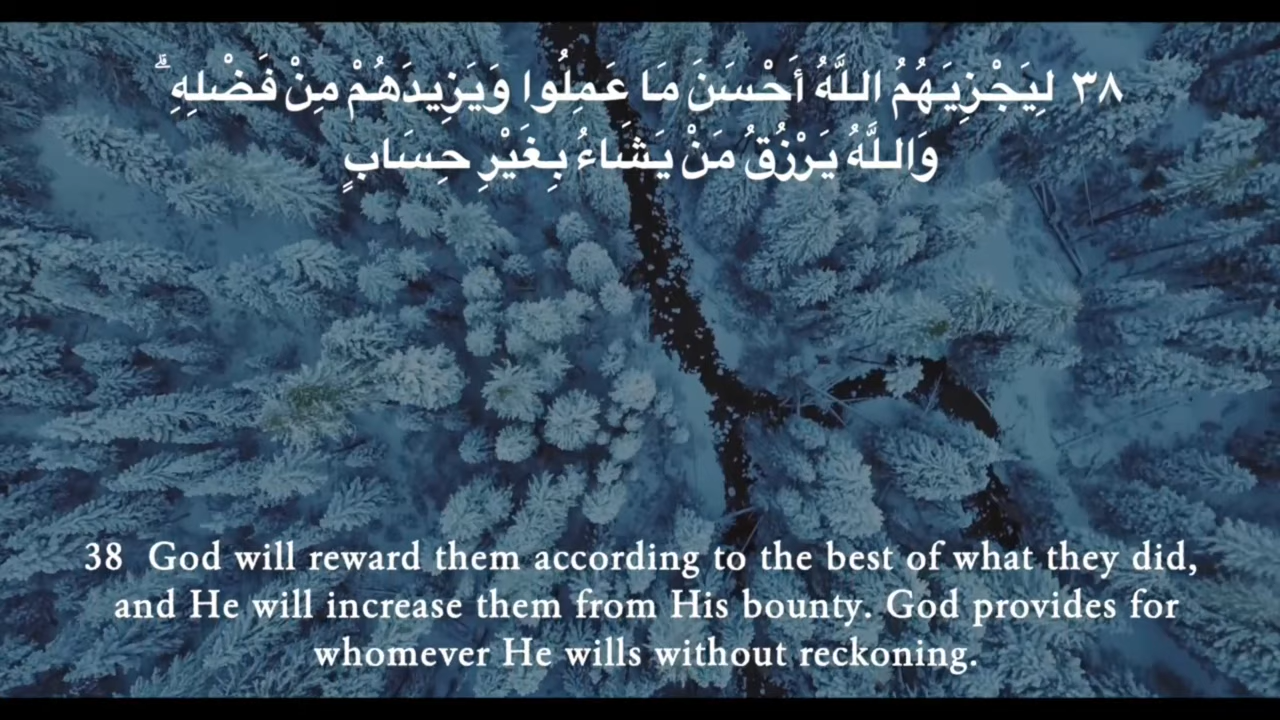 ٣٨ لِيَجْزِيَهُمُ اللَّهُ أَحْسَنَ مَا عَمِلُوا وَيَزِيدَهُمْ مِنْ فَضْلِهِ ۗ
وَاللَّهُ يَرْزُقُ مَنْ يَشَاءُ بِغَيْرِ حِسَابٍ
38 God will reward them according to the best of what they did,
and He will increase them from His bounty. God provides for
whomever He wills without reckoning.